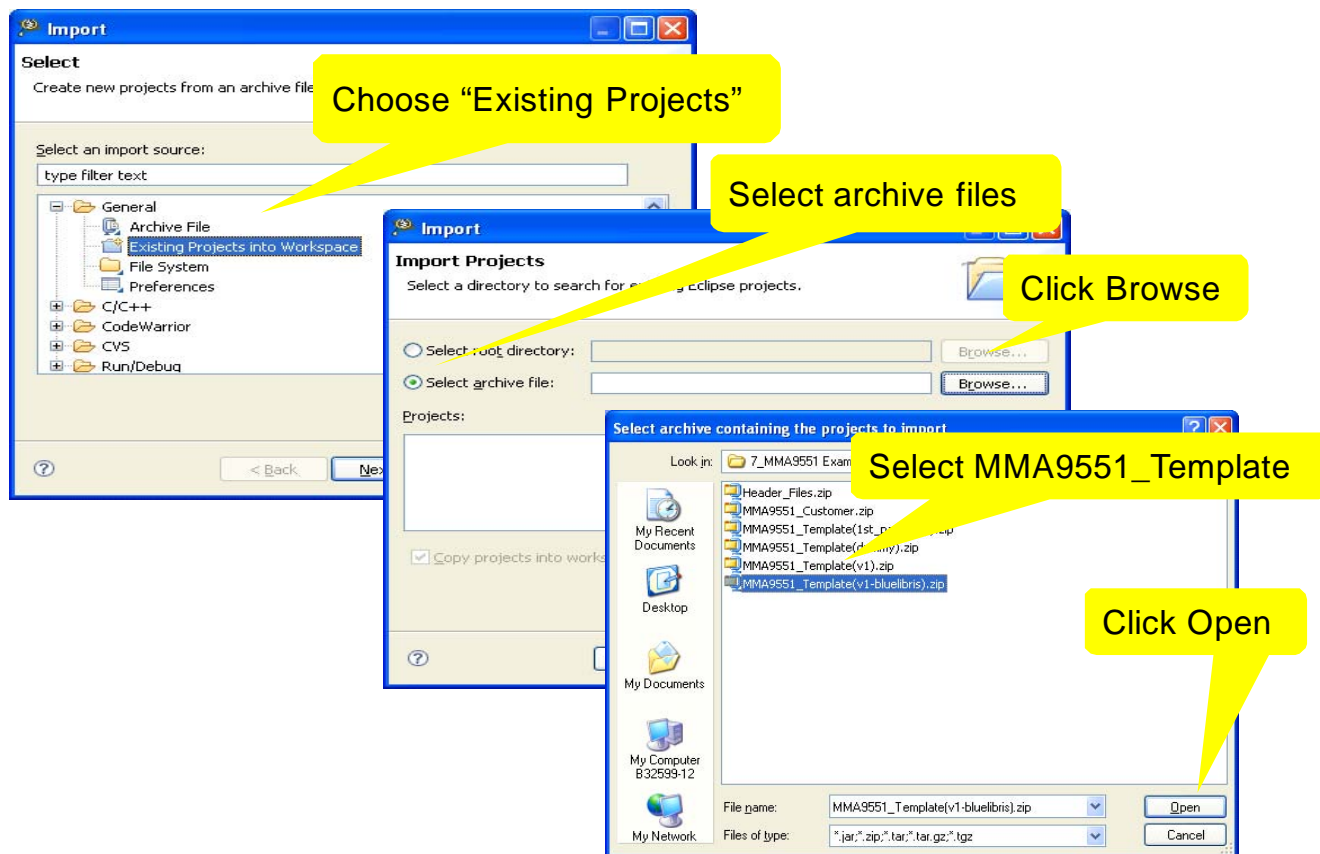 Import
Select
Create new projects from an archive file
Choose “Existing Projects”
Select an import source:
type filter text
General
Archive File
Existing Projects into Workspace
File System
Preferences
C/C++
CodeWarrior
CVS
Run/Debug
< Back
Select archive files
Import
Import Projects
Select a directory to search for Eclipse projects.
Click Browse
Select root directory:
Browse...
Select archive file:
Browse...
Projects:
Copy projects into
Select archive containing the projects to import
Look in:
7_MMA9551
Select MMA9551_Template
Header_Files.zip
MMA9551_Customer.zip
MMA9551_Template(1st_
MMA9551_Template(
MMA9551_Template(v1).zip
MMA9551_Template(v1-bluelibris).zip
My Recent
Documents
Desktop
My Documents
My Computer
B32599-12
My Network
Click Open
File name:
MMA9551_Template(v1-bluelibris).zip
Open
Files of type:
*.jar;*.zip;*.tar;*.tar.gz;*.tgz
Cancel